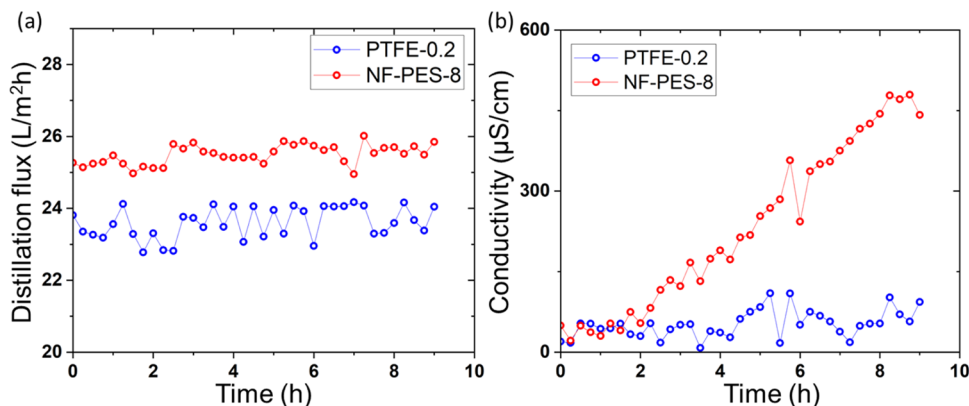 (a)
28
26
24
22
20
Distillation flux (L/m²h)
0 2 4 6 8 10
Time (h)
PTFE-0.2
NF-PES-8
(b)
600
300
0
Conductivity (µS/cm)
0 2 4 6 8 10
Time (h)
PTFE-0.2
NF-PES-8